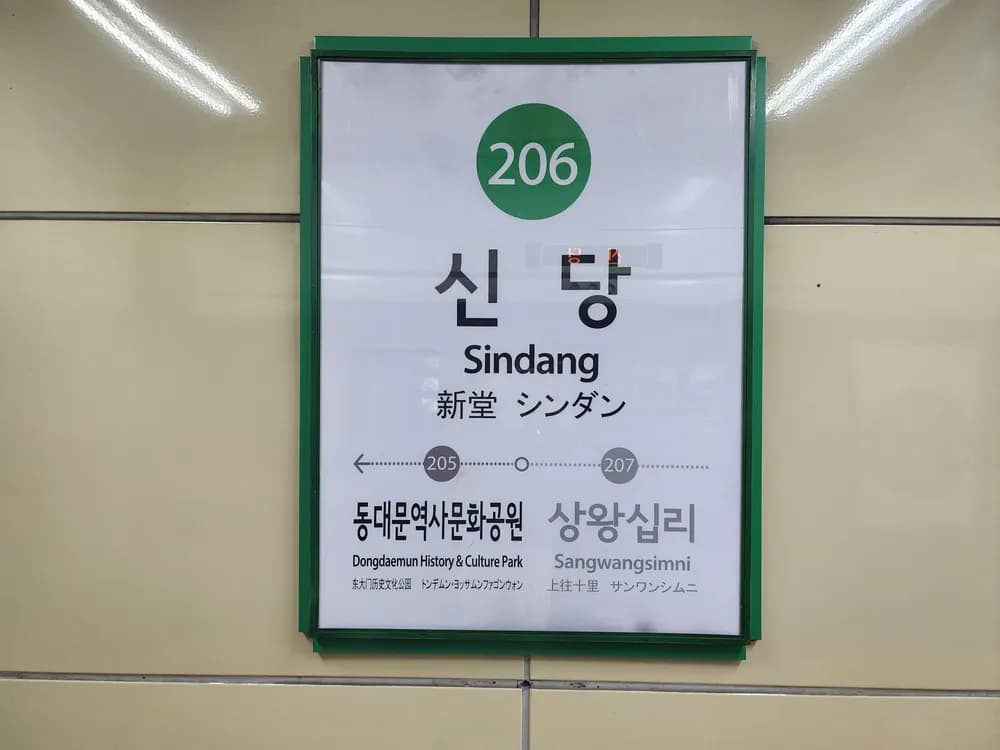 206
신당
Sindang
新堂 シンダン
205 207
동대문역사문화공원 상왕십리
Dongdaemun History & Culture Park Sangwangsimni
东大门历史文化公园 トンデムン・ヨッサムンファゴンウォン 上往十里 サンワンシムニ